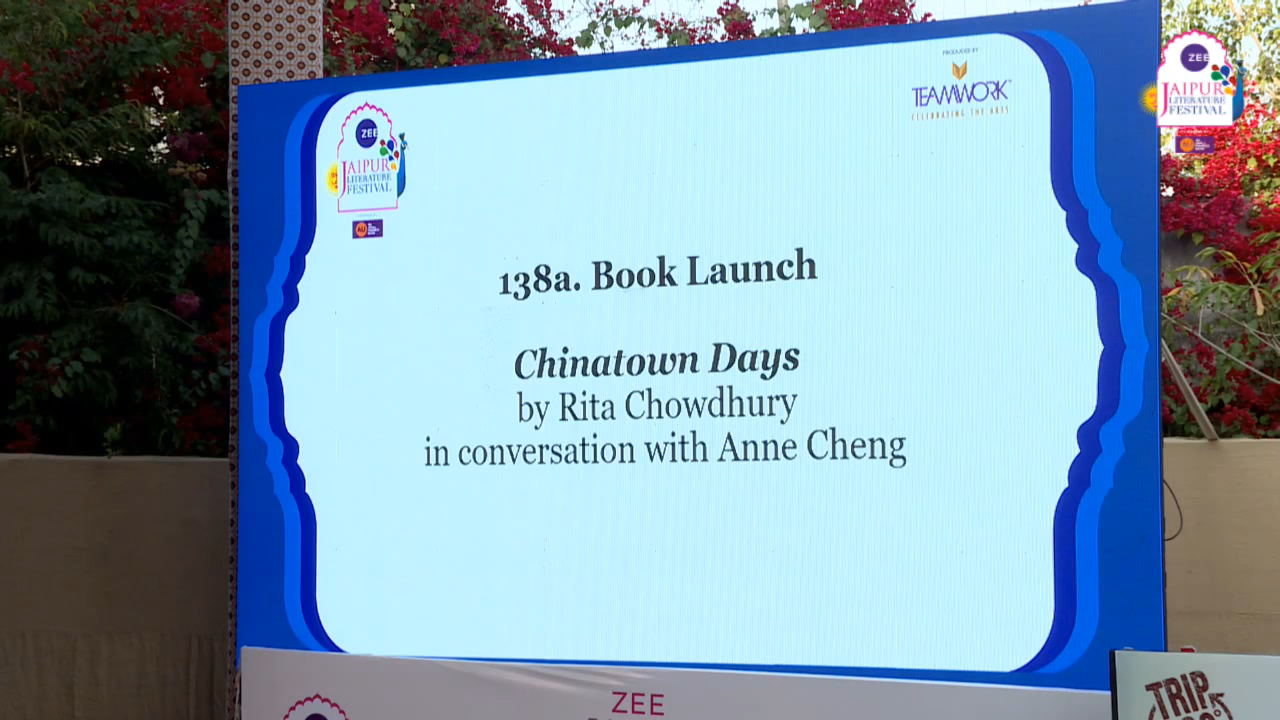 PRODUCED BY
TEAMWORK
CELEBRATING THE ARTS
ZEE
JAIPUR
LITERATURE
FESTIVAL
ZEE
JAIPUR
LITERATURE
FESTIVAL
138a. Book Launch
Chinatown Days
by Rita Chowdhury
in conversation with Anne Cheng
ZEE
TRIP